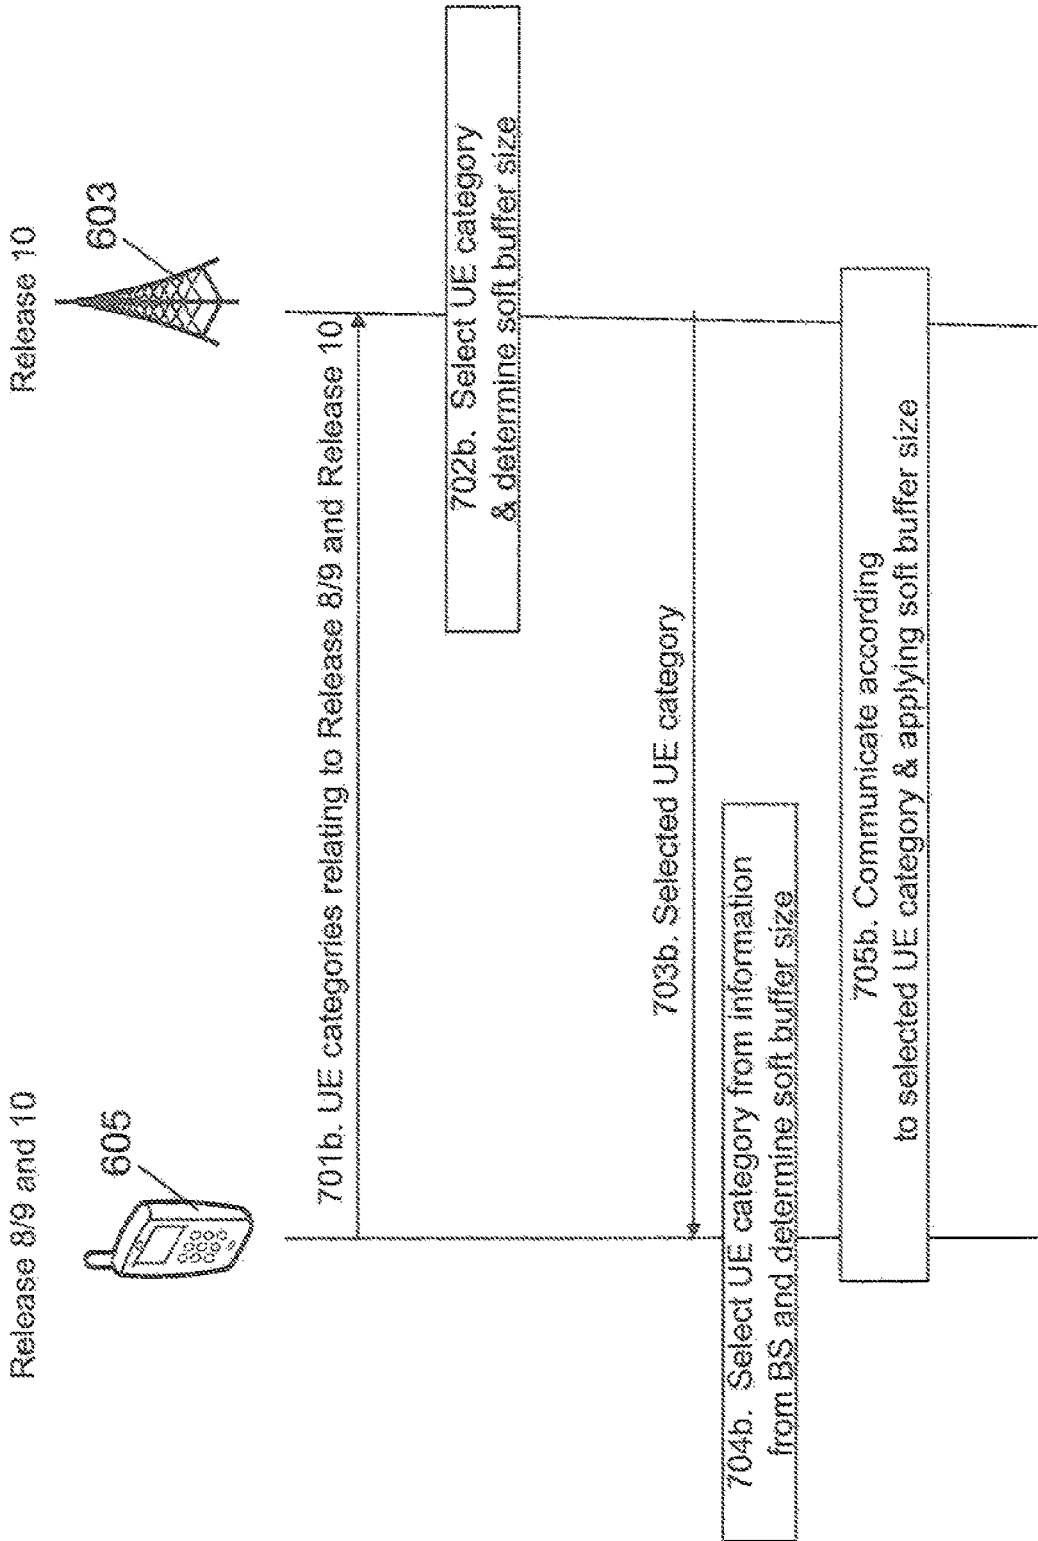 Release 8/9 and 10
605
Release 10
603
701b. UE categories relating to Release 8/9 and Release 10
702b. Select UE category
& determine soft buffer size
703b. Selected UE category
704b. Select UE category from information
from BS and determine soft buffer size
705b. Communicate according
to selected UE category & applying soft buffer size